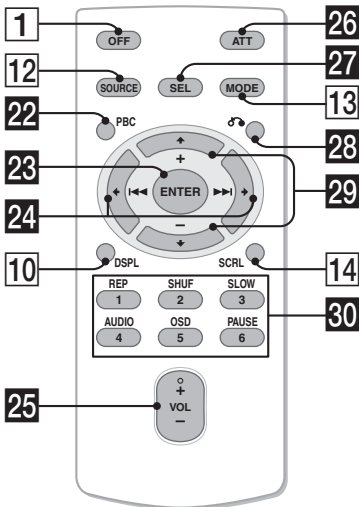 1 OFF ATT 26
12 SOURCE SEL MODE 27
13
22 PBC 28
23 + ENTER 29
24 −
10 DSPL SCRL 14
REP SHUF SLOW
1 2 3
AUDIO OSD PAUSE 30
4 5 6
25 + VOL −